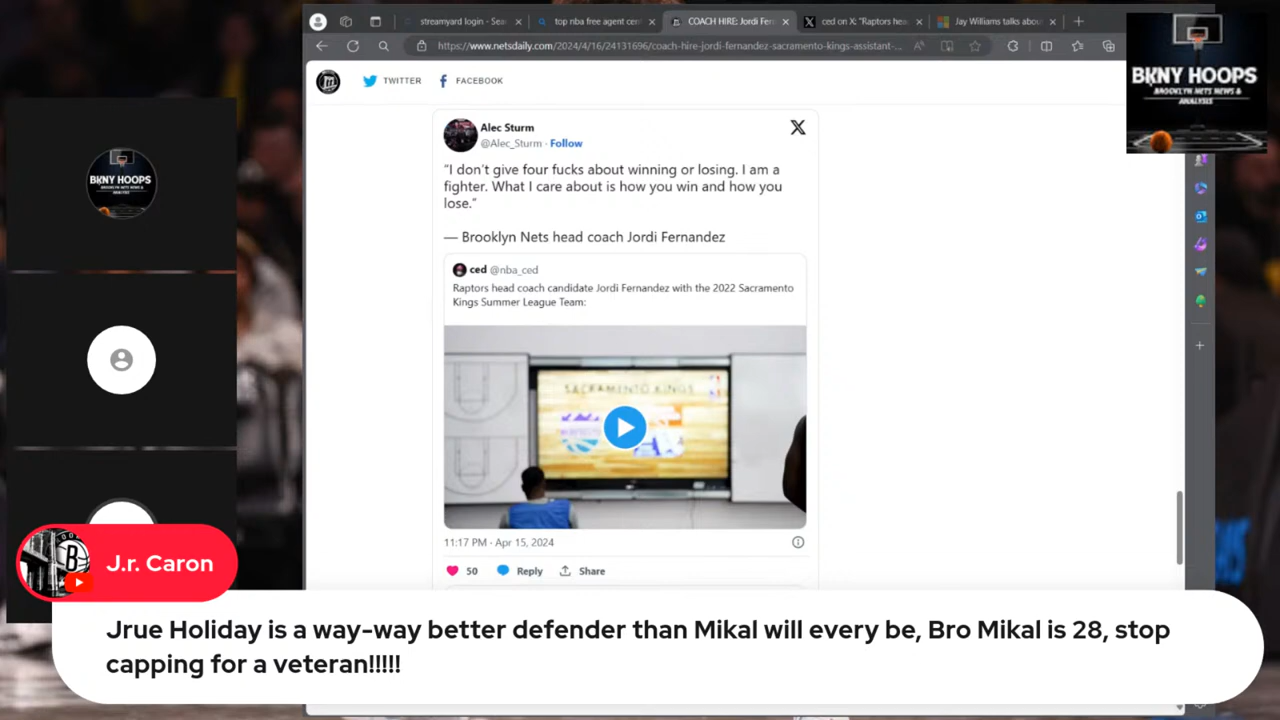 streamyard login - Sear
top nba free agent cent
COACH HIRE: Jordi Fern
ced on X: "Raptors hea
Jay Williams talks abou
https://www.netsdaily.com/2024/4/16/24131696/coach-hire-jordi-fernandez-sacramento-kings-assistant-...
TWITTER
FACEBOOK
BKNY HOOPS
BROOKLYN NETS NEWS &
ANALYSIS
BKNY HOOPS
BROOKLYN NETS NEWS &
ANALYSIS
Alec Sturm
@Alec_Sturm · Follow
"I don't give four fucks about winning or losing. I am a
fighter. What I care about is how you win and how you
lose."
— Brooklyn Nets head coach Jordi Fernandez
ced @nba_ced
Raptors head coach candidate Jordi Fernandez with the 2022 Sacramento
Kings Summer League Team:
SACRAMENTO KINGS
11:17 PM · Apr 15, 2024
50
Reply
Share
B
J.r. Caron
Jrue Holiday is a way-way better defender than Mikal will every be, Bro Mikal is 28, stop
capping for a veteran!!!!!